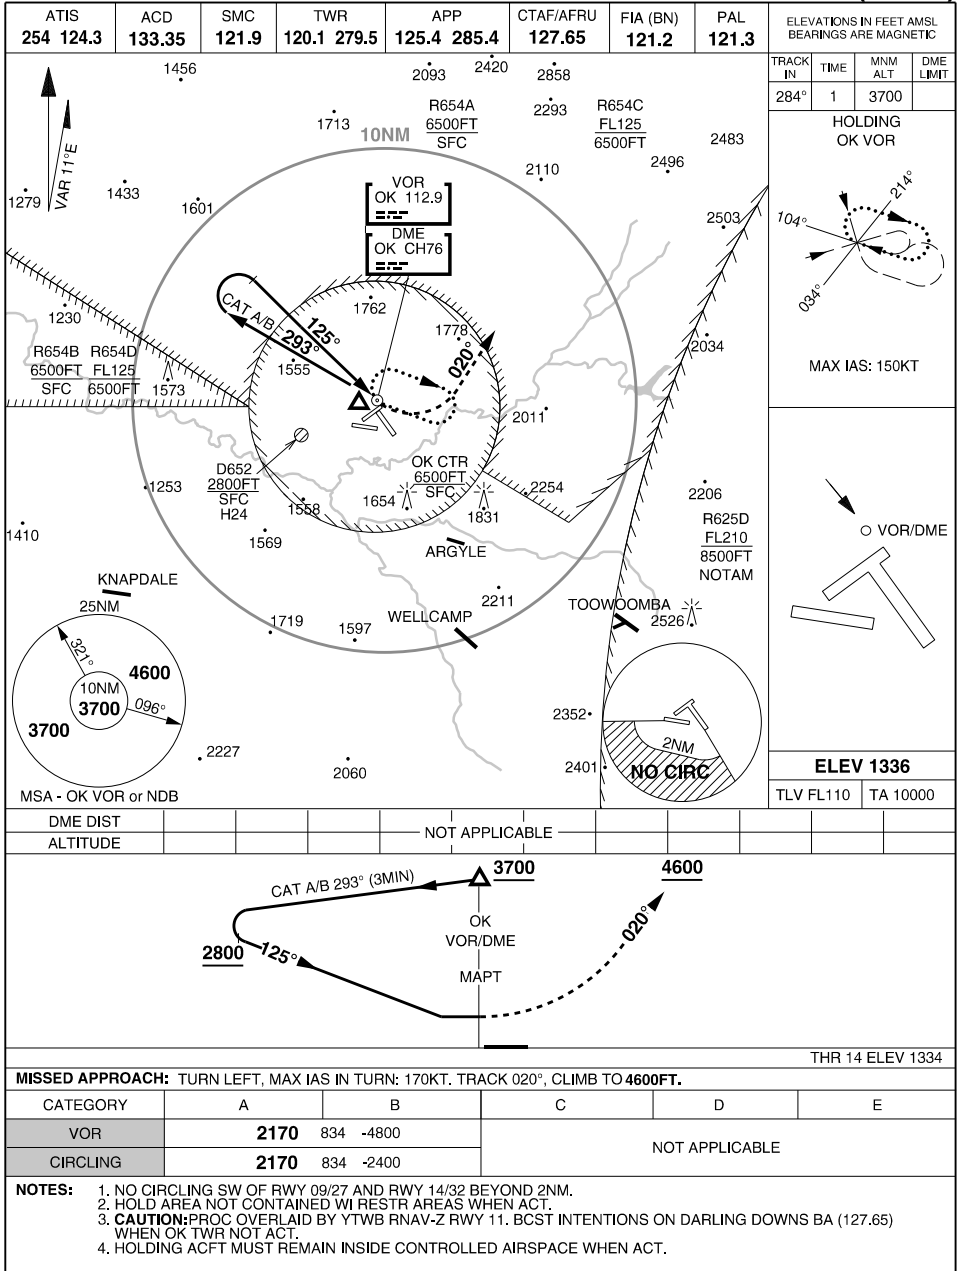 ATIS
254 124.3
ACD
133.35
SMC
121.9
TWR
120.1 279.5
APP
125.4 285.4
CTAF/AFRU
127.65
FIA (BN)
121.2
PAL
121.3
ELEVATIONS IN FEET AMSL
BEARINGS ARE MAGNETIC
TRACK IN
TIME
MNM ALT
DME LIMIT
284°
1
3700
HOLDING
OK VOR
214°
104°
034°
MAX IAS: 150KT
VOR/DME
ELEV 1336
TLV FL110
TA 10000
VAR 11°E
1456
2093
2420
2858
1713
R654A
6500FT
SFC
2293
R654C
FL125
6500FT
2483
10NM
2110
2496
1279
1433
1601
VOR
OK 112.9
DME
OK CH76
2503
1230
CAT A/B
125°
293°
1762
1778
020°
2034
R654B
6500FT
SFC
R654D
FL125
6500FT
1573
1555
2011
D652
2800FT
SFC
H24
OK CTR
6500FT
SFC
1253
1558
1654
1831
2254
2206
1410
1569
ARGYLE
R625D
FL210
8500FT
NOTAM
KNAPDALE
2211
25NM
1719
1597
WELLCAMP
TOOWOOMBA
2526
321°
4600
10NM
3700
096°
3700
2352
2NM
NO CIRC
2227
2060
2401
MSA - OK VOR or NDB
DME DIST
ALTITUDE
NOT APPLICABLE
CAT A/B 293° (3MIN)
3700
4600
OK
VOR/DME
2800
125°
020°
MAPT
THR 14 ELEV 1334
MISSED APPROACH: TURN LEFT, MAX IAS IN TURN: 170KT. TRACK 020°, CLIMB TO 4600FT.
CATEGORY A B C D E
VOR 2170 834 -4800
NOT APPLICABLE
CIRCLING 2170 834 -2400
NOTES: 1. NO CIRCLING SW OF RWY 09/27 AND RWY 14/32 BEYOND 2NM.
2. HOLD AREA NOT CONTAINED WI RESTR AREAS WHEN ACT.
3. CAUTION: PROC OVERLAID BY YTWB RNAV-Z RWY 11. BCST INTENTIONS ON DARLING DOWNS BA (127.65)
WHEN OK TWR NOT ACT.
4. HOLDING ACFT MUST REMAIN INSIDE CONTROLLED AIRSPACE WHEN ACT.